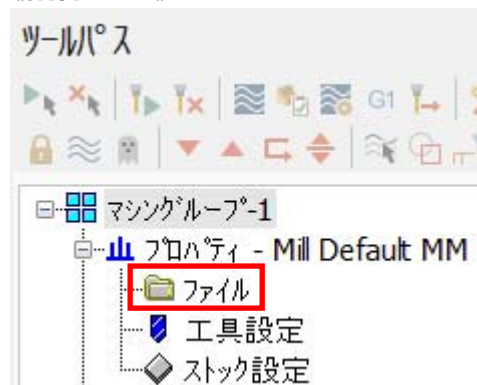 ツールパス
G1
マシングループ-1
プロパティ - Mill Default MM
ファイル
工具設定
ストック設定